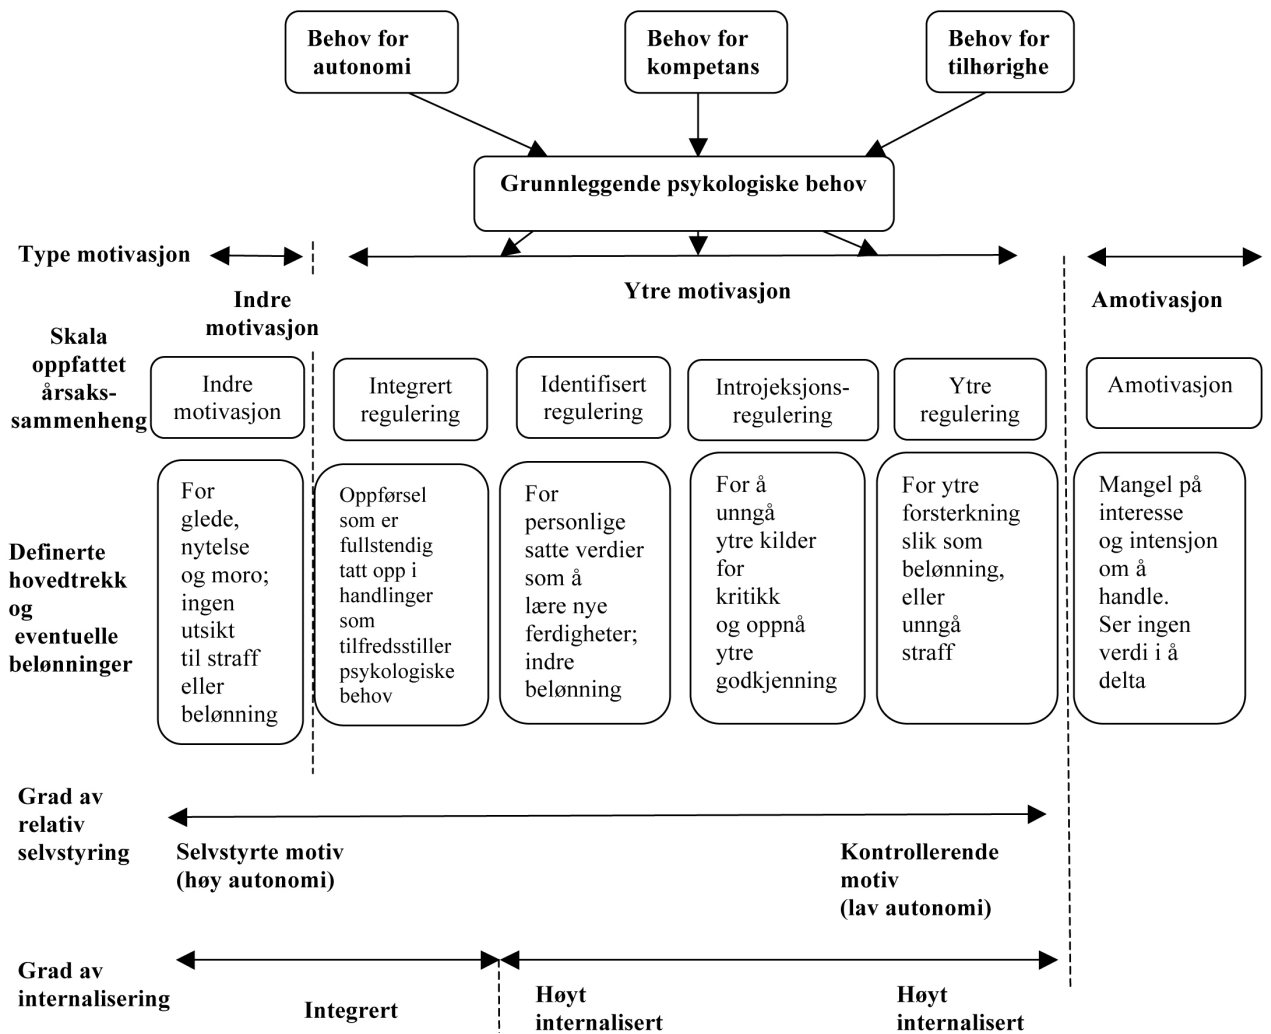 Behov for
autonomi
Behov for
kompetans
Behov for
tilhørighe
Grunnleggende psykologiske behov
Type motivasjon
Indre
motivasjon
Ytre motivasjon
Amotivasjon
Skala
oppfattet
årsaks-
sammenheng
Indre
motivasjon
Integrert
regulering
Identifisert
regulering
Introjeksjons-
regulering
Ytre
regulering
Amotivasjon
Definerte
hovedtrekk
og
eventuelle
belønninger
For
glede,
nytelse
og moro;
ingen
utsikt
til straff
eller
belønning
Oppførsel
som er
fullstendig
tatt opp i
handlinger
som
tilfredsstiller
psykologiske
behov
For
personlige
satte verdier
som å
lære nye
ferdigheter;
indre
belønning
For å
unngå
ytre kilder
for
kritikk
og oppnå
ytre
godkjenning
For ytre
forsterkning
slik som
belønning,
eller
unngå
straff
Mangel på
interesse
og intensjon
om å
handle.
Ser ingen
verdi i å
delta
Grad av
relativ
selvstyring
Selvstyrte motiv
(høy autonomi)
Kontrollerende
motiv
(lav autonomi)
Grad av
internalisering
Integrert
Høyt
internalisert
Høyt
internalisert